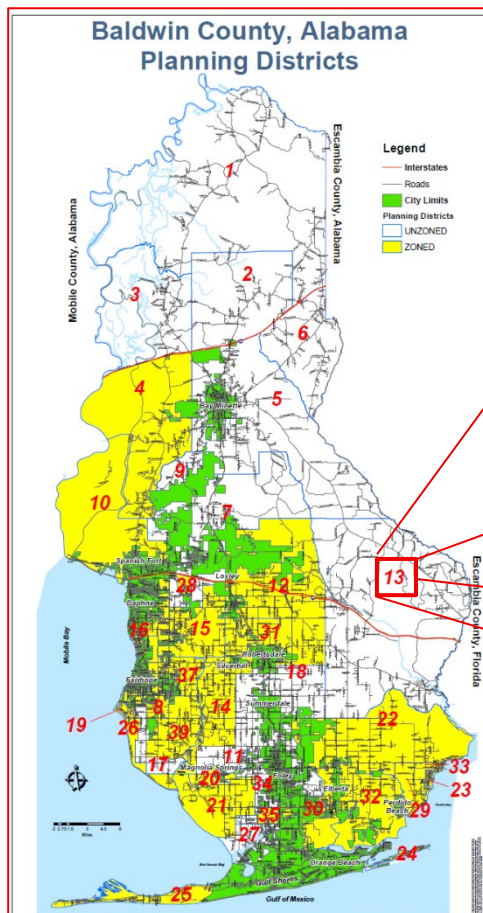 Baldwin County, Alabama
Planning Districts
Legend
Interstates
Roads
City Limits
Planning Districts
UNZONED
ZONED
Mobile County, Alabama
Escambia County, Alabama
1
2
3
6
4
5
Bay Minette
9
10
7
13
Escambia County, Florida
Spanish Fort
28
Loxley
12
Daphne
16
15
31
Mobile Bay
Robertsdale
Silverhill
18
37
Fairhope
8
14
Summerdale
19
26
39
22
17
11
Magnolia Springs
20
34
Foley
Elberta
33
23
21
35
30
32
Perdido
Beach
29
27
24
Orange Beach
Gulf Shores
25
Gulf of Mexico
Miles